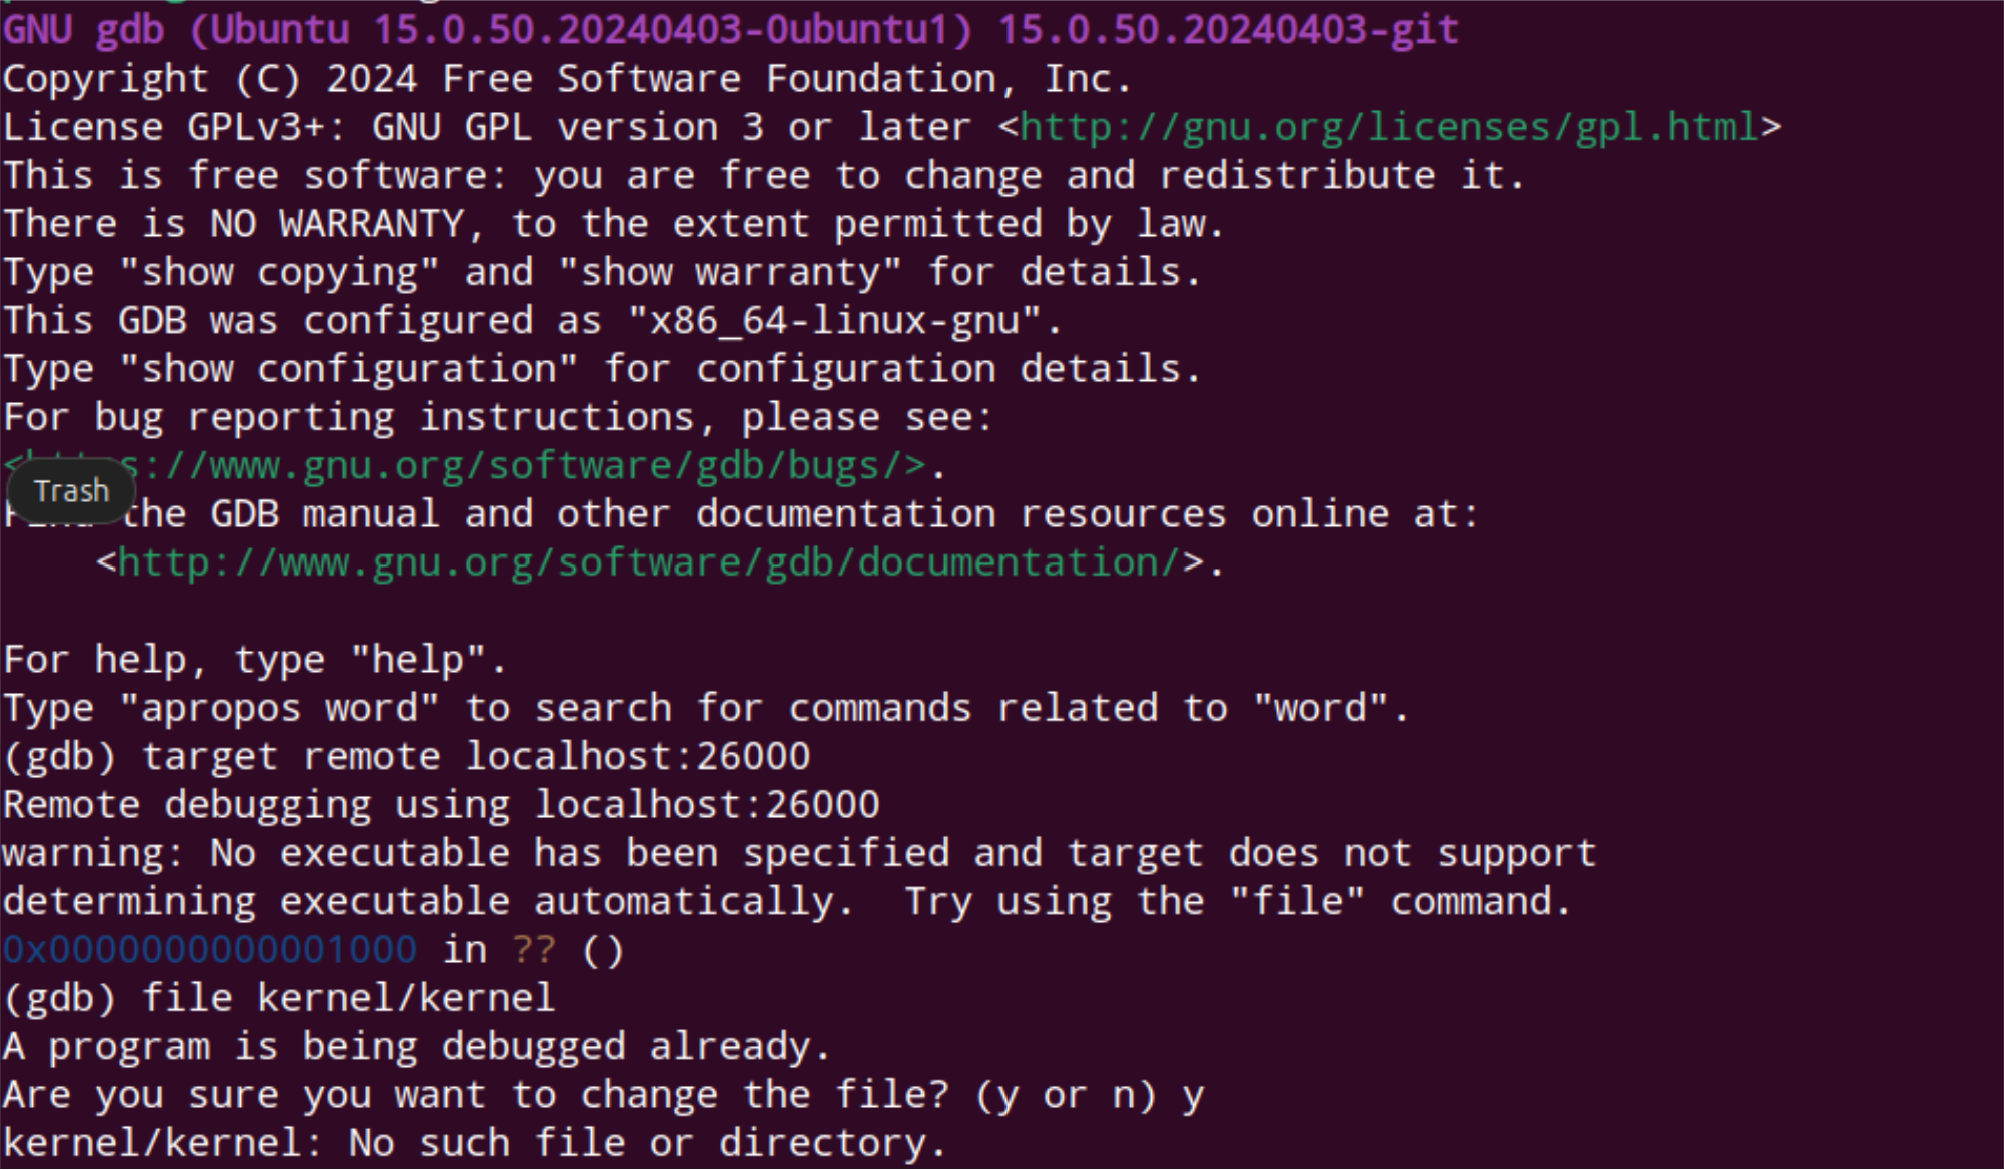 GNU gdb (Ubuntu 15.0.50.20240403-0ubuntu1) 15.0.50.20240403-git
Copyright (C) 2024 Free Software Foundation, Inc.
License GPLv3+: GNU GPL version 3 or later <http://gnu.org/licenses/gpl.html>
This is free software: you are free to change and redistribute it.
There is NO WARRANTY, to the extent permitted by law.
Type "show copying" and "show warranty" for details.
This GDB was configured as "x86_64-linux-gnu".
Type "show configuration" for configuration details.
For bug reporting instructions, please see:
<https://www.gnu.org/software/gdb/bugs/>.
Trash
Find the GDB manual and other documentation resources online at:
    <http://www.gnu.org/software/gdb/documentation/>.
For help, type "help".
Type "apropos word" to search for commands related to "word".
(gdb) target remote localhost:26000
Remote debugging using localhost:26000
warning: No executable has been specified and target does not support
determining executable automatically.  Try using the "file" command.
0x0000000000001000 in ?? ()
(gdb) file kernel/kernel
A program is being debugged already.
Are you sure you want to change the file? (y or n) y
kernel/kernel: No such file or directory.